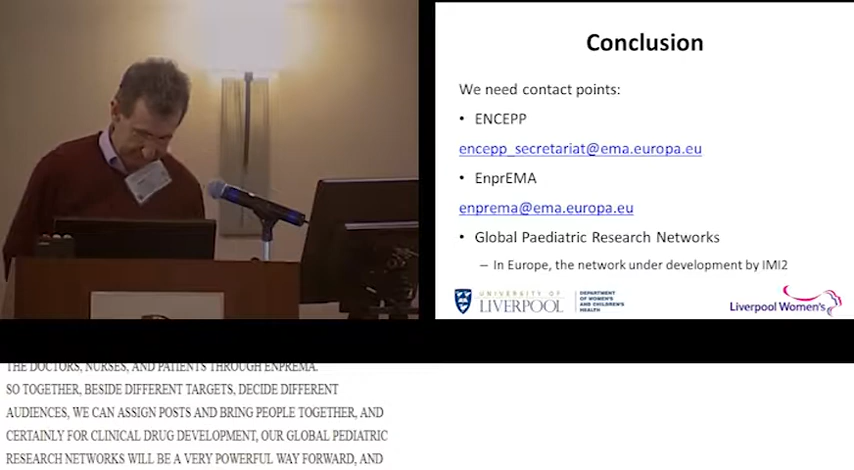 Conclusion
We need contact points:
• ENCEPP
encepp_secretariat@ema.europa.eu
• EnprEMA
enprema@ema.europa.eu
• Global Paediatric Research Networks
– In Europe, the network under development by IMI2
UNIVERSITY OF
LIVERPOOL
DEPARTMENT
OF WOMEN'S
AND CHILDREN'S
HEALTH
Liverpool Women's
THE DOCTORS, NURSES, AND PATIENTS THROUGH ENPREMA.
SO TOGETHER, BESIDE DIFFERENT TARGETS, DECIDE DIFFERENT
AUDIENCES, WE CAN ASSIGN POSTS AND BRING PEOPLE TOGETHER, AND
CERTAINLY FOR CLINICAL DRUG DEVELOPMENT, OUR GLOBAL PEDIATRIC
RESEARCH NETWORKS WILL BE A VERY POWERFUL WAY FORWARD, AND